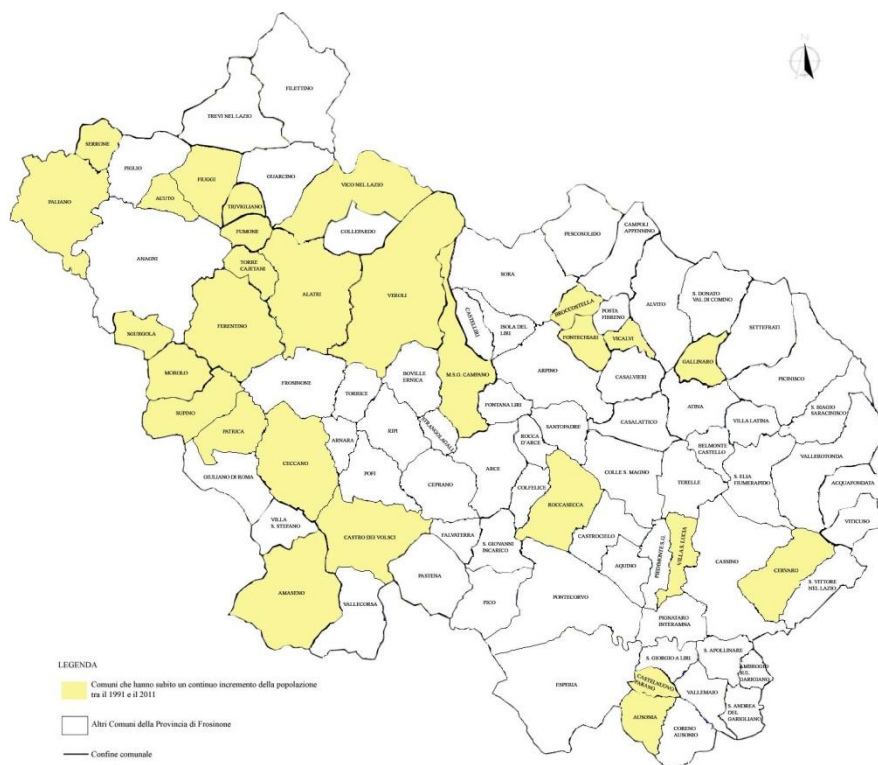 N
FILETTINO
TREVI NEL LAZIO
SERRONE
PIGLIO
FIUGGI
GUARCINO
VICO NEL LAZIO
PALIANO
ACUTO
TRIVIGLIANO
COLLEPARDO
FUMONE
ANAGNI
TORRE
CAJETANI
ALATRI
VEROLI
FERENTINO
SGURGOLA
MOROLO
SUPINO
PATRICA
FROSINONE
TORRICE
BOVILLE
ERNICA
M.S.G. CAMPANO
CASTELLIRI
ISOLA DEL
LIRI
SORA
PESCOSOLIDO
CAMPOLI
APPENNINO
BROCCOSTELLA
POSTA
FIBRENO
ALVITO
S. DONATO
VAL DI COMINO
SETTEFRATI
FONTECHIARI
VICALVI
GALLINARO
PICINISCO
ARPINO
CASALVIERI
FONTANA LIRI
ATINA
VILLA LATINA
S. BIAGIO
SARACINISCO
SANTOPADRE
CASALATTICO
ROCCA
D'ARCE
BELMONTE
CASTELLO
S. ELIA
FIUMERAPIDO
VALLEROTONDA
ACQUAFONDATA
VITICUSO
GIULIANO DI ROMA
CECCANO
ARNARA
RIPI
POFI
STRANGOLAGALLI
CEPRANO
ARCE
COLFELICE
ROCCASECCA
COLLE S. MAGNO
TERELLE
VILLA
S. STEFANO
CASTRO DEI VOLSCI
FALVATERRA
S. GIOVANNI
INCARICO
CASTROCIELO
AQUINO
PIEDIMONTE S.G.
VILLA S. LUCIA
CASSINO
CERVARO
S. VITTORE
NEL LAZIO
AMASENO
VALLECORSA
PASTENA
PICO
PONTECORVO
PIGNATARO
INTERAMNA
ESPERIA
S. GIORGIO A LIRI
S. APOLLINARE
AMBROGIO
SUL
GARIGIANO
CASTELNUOVO
PARANO
VALLEMAIO
S. ANDREA
DEL
GARIGLIANO
AUSONIA
CORENO
AUSONIO
LEGENDA
Comuni che hanno subito un continuo incremento della popolazione
tra il 1991 e il 2011
Altri Comuni della Provincia di Frosinone
Confine comunale